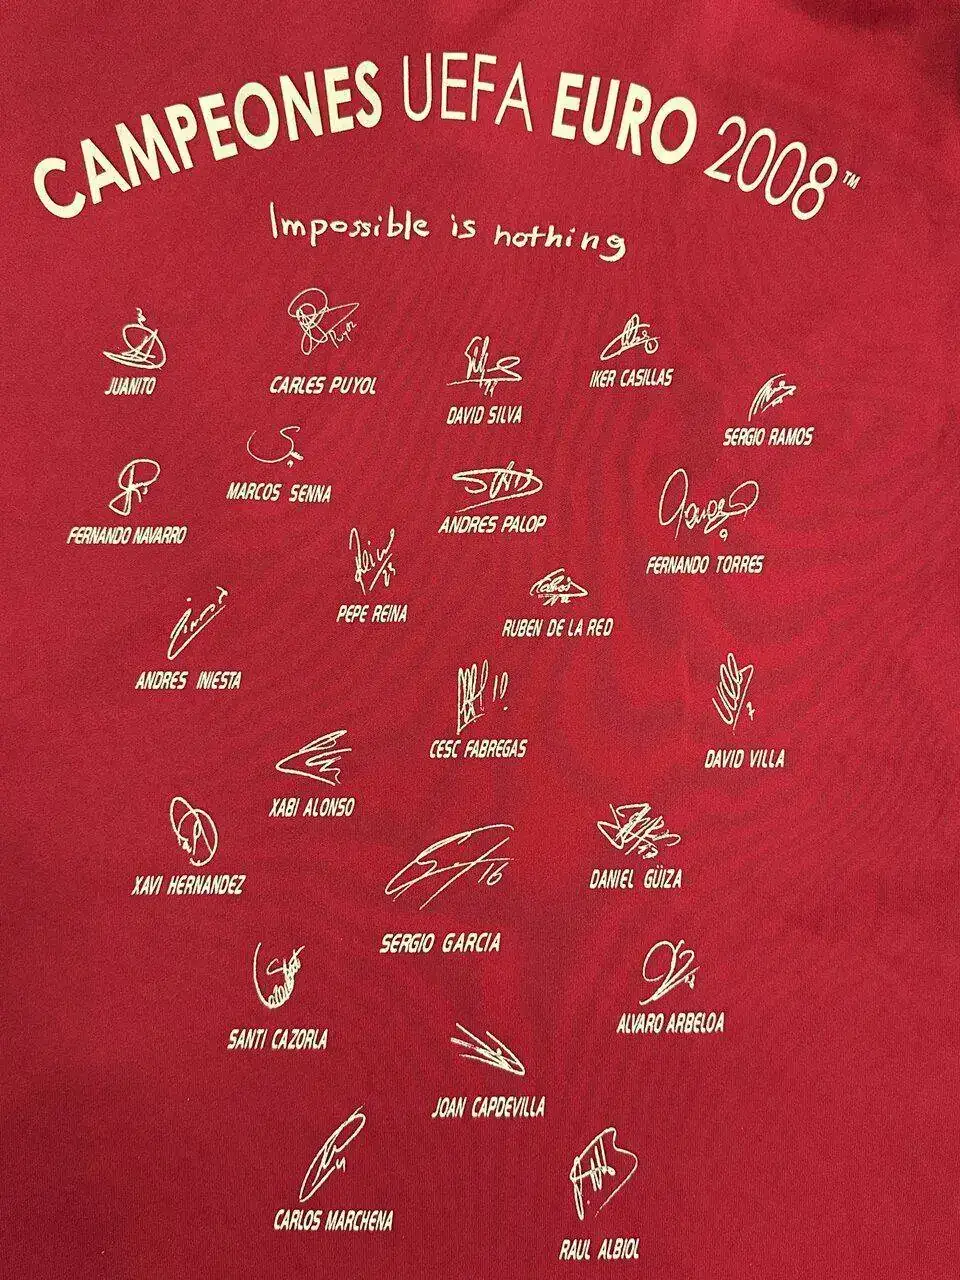 CAMPEONES UEFA EURO 2008™
Impossible is nothing
JUANITO
CARLES PUYOL
DAVID SILVA
IKER CASILLAS
SERGIO RAMOS
MARCOS SENNA
FERNANDO NAVARRO
ANDRES PALOP
FERNANDO TORRES
PEPE REINA
RUBEN DE LA RED
ANDRES INIESTA
CESC FABREGAS
DAVID VILLA
XABI ALONSO
XAVI HERNANDEZ
DANIEL GÜIZA
16
SERGIO GARCIA
SANTI CAZORLA
ALVARO ARBELOA
JOAN CAPDEVILLA
CARLOS MARCHENA
RAUL ALBIOL